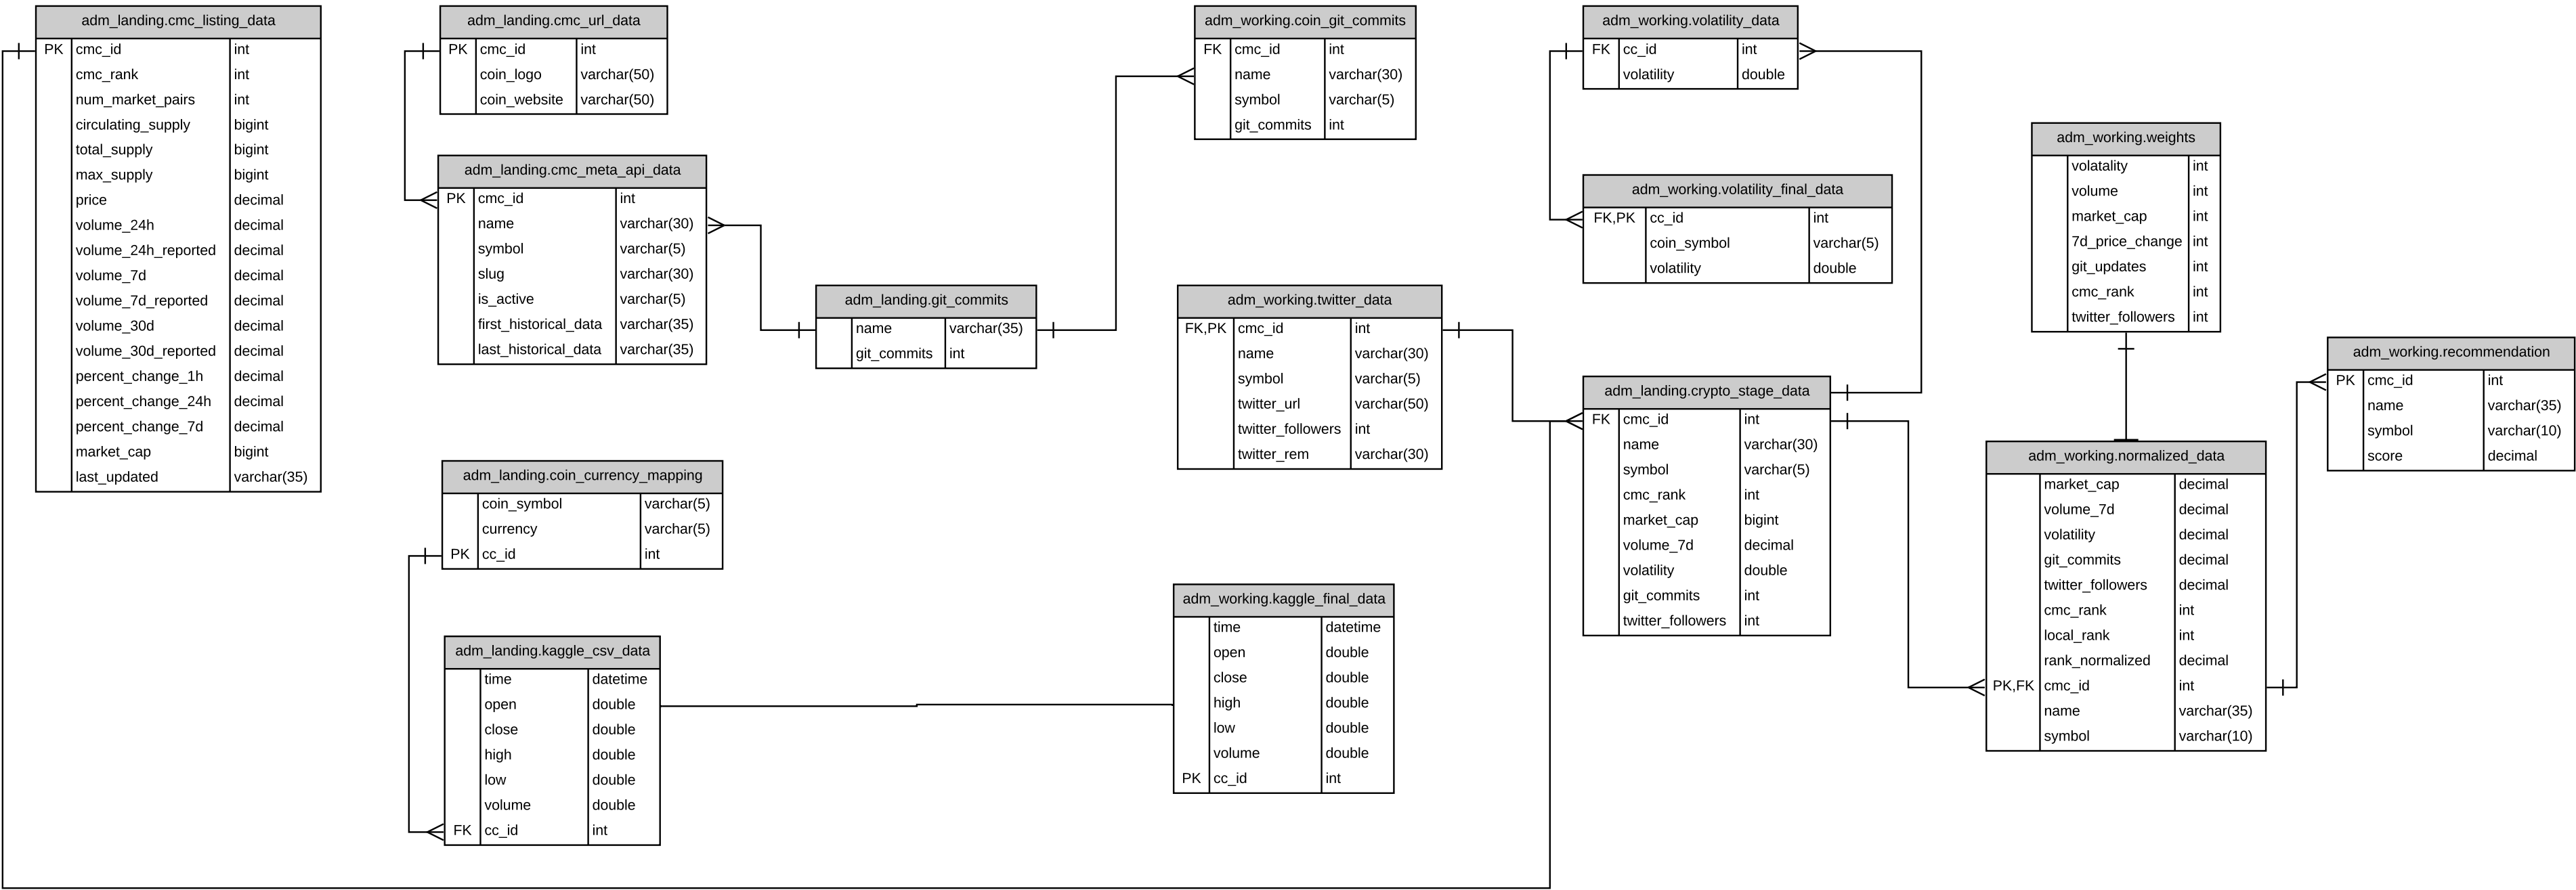 adm_landing.cmc_listing_data
PK cmc_id int
cmc_rank int
num_market_pairs int
circulating_supply bigint
total_supply bigint
max_supply bigint
price decimal
volume_24h decimal
volume_24h_reported decimal
volume_7d decimal
volume_7d_reported decimal
volume_30d decimal
volume_30d_reported decimal
percent_change_1h decimal
percent_change_24h decimal
percent_change_7d decimal
market_cap bigint
last_updated varchar(35)
adm_landing.cmc_url_data
PK cmc_id int
coin_logo varchar(50)
coin_website varchar(50)
adm_landing.cmc_meta_api_data
PK cmc_id int
name varchar(30)
symbol varchar(5)
slug varchar(30)
is_active varchar(5)
first_historical_data varchar(35)
last_historical_data varchar(35)
adm_landing.coin_currency_mapping
coin_symbol varchar(5)
currency varchar(5)
PK cc_id int
adm_landing.kaggle_csv_data
time datetime
open double
close double
high double
low double
volume double
FK cc_id int
adm_landing.git_commits
name varchar(35)
git_commits int
adm_working.coin_git_commits
FK cmc_id int
name varchar(30)
symbol varchar(5)
git_commits int
adm_working.twitter_data
FK,PK cmc_id int
name varchar(30)
symbol varchar(5)
twitter_url varchar(50)
twitter_followers int
twitter_rem varchar(30)
adm_working.kaggle_final_data
time datetime
open double
close double
high double
low double
volume double
PK cc_id int
adm_working.volatility_data
FK cc_id int
volatility double
adm_working.volatility_final_data
FK,PK cc_id int
coin_symbol varchar(5)
volatility double
adm_landing.crypto_stage_data
FK cmc_id int
name varchar(30)
symbol varchar(5)
cmc_rank int
market_cap bigint
volume_7d decimal
volatility double
git_commits int
twitter_followers int
adm_working.weights
volatality int
volume int
market_cap int
7d_price_change int
git_updates int
cmc_rank int
twitter_followers int
adm_working.normalized_data
market_cap decimal
volume_7d decimal
volatility decimal
git_commits decimal
twitter_followers decimal
cmc_rank int
local_rank int
rank_normalized decimal
PK,FK cmc_id int
name varchar(35)
symbol varchar(10)
adm_working.recommendation
PK cmc_id int
name varchar(35)
symbol varchar(10)
score decimal